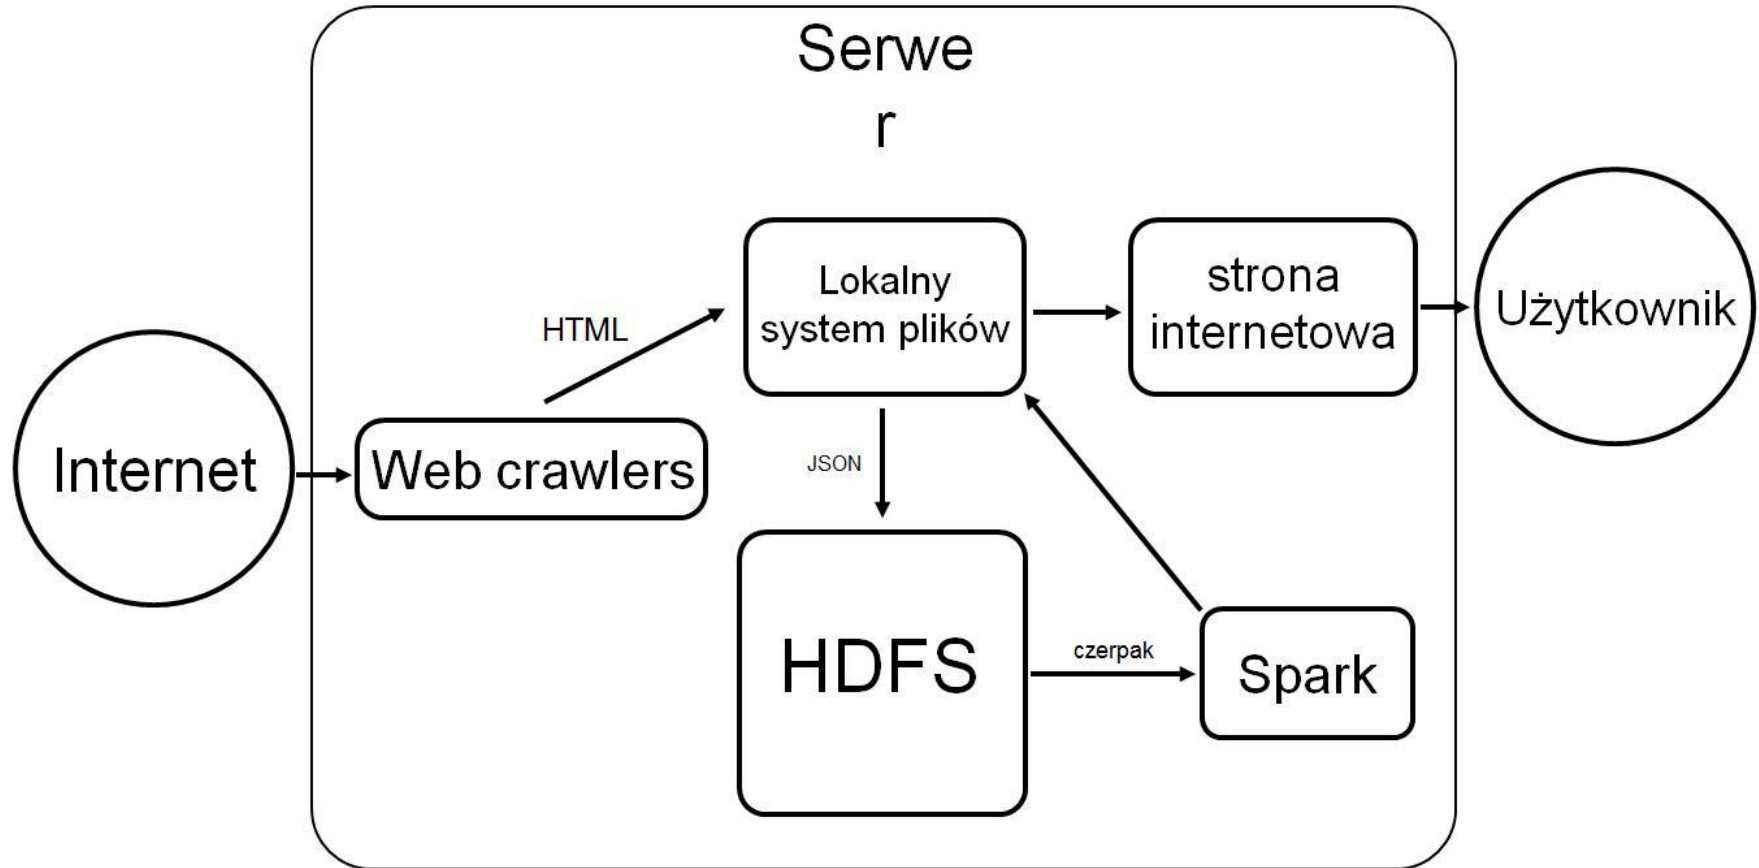 Serwe
r
Lokalny
system plików
strona
internetowa
Użytkownik
HTML
Internet
Web crawlers
JSON
HDFS
czerpak
Spark